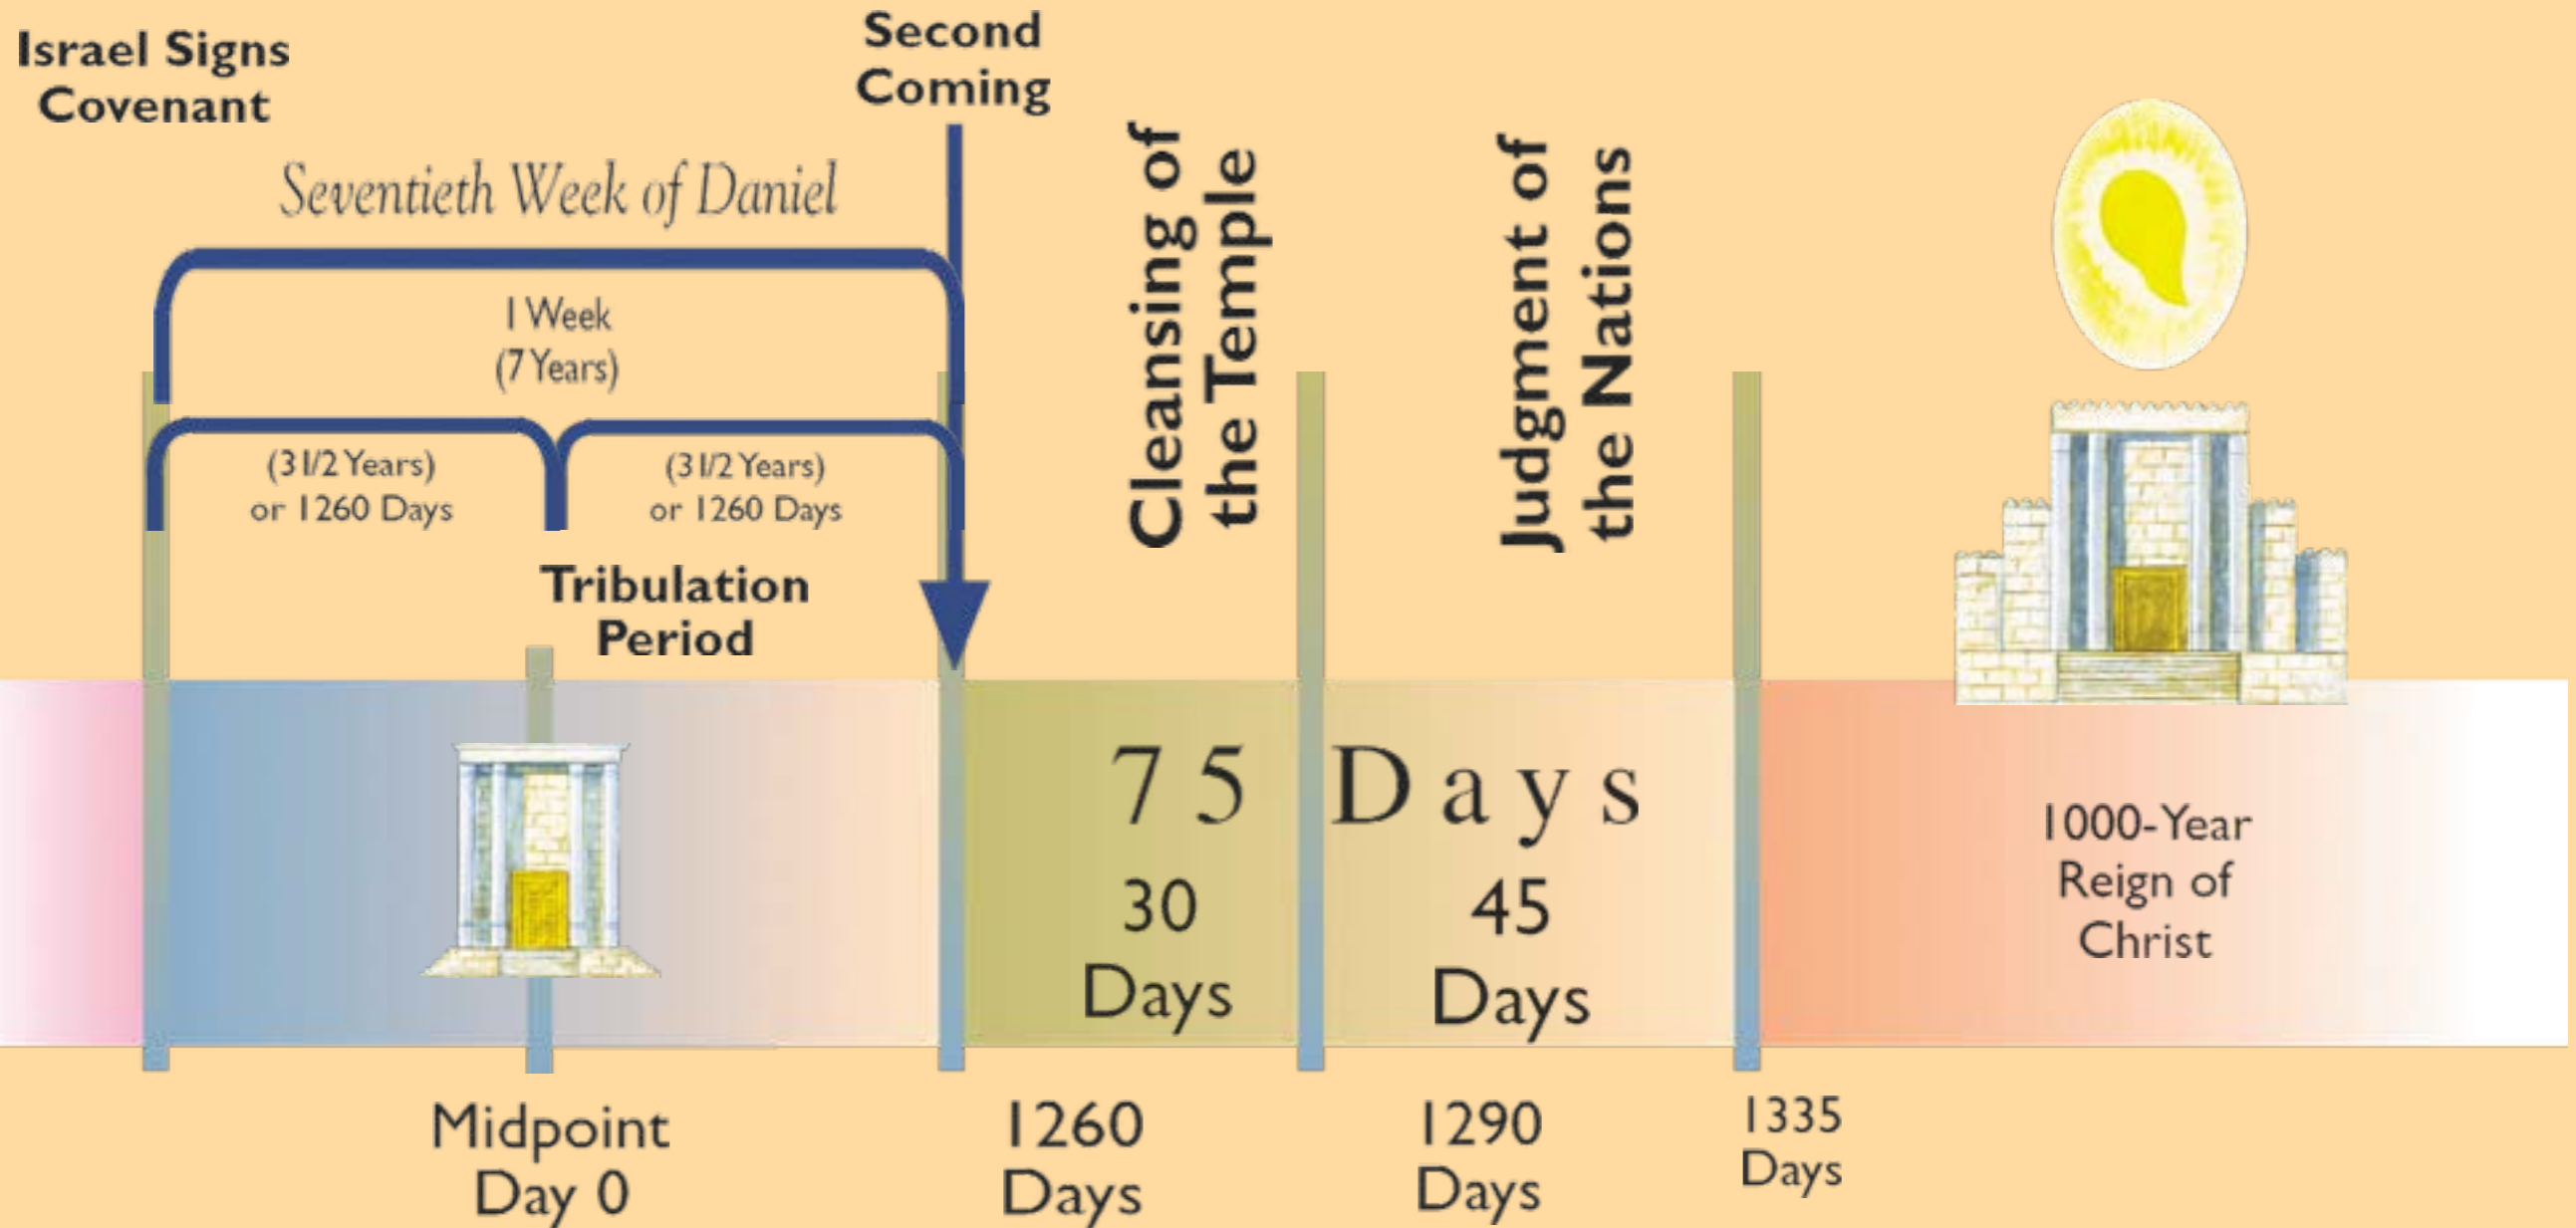 Israel Signs
Covenant
Second
Coming
Seventieth Week of Daniel
1 Week
(7 Years)
(3 1/2 Years)
or 1260 Days
(3 1/2 Years)
or 1260 Days
Tribulation
Period
Cleansing of
the Temple
Judgment of
the Nations
75 Days
30
Days
45
Days
1000-Year
Reign of
Christ
Midpoint
Day 0
1260
Days
1290
Days
1335
Days